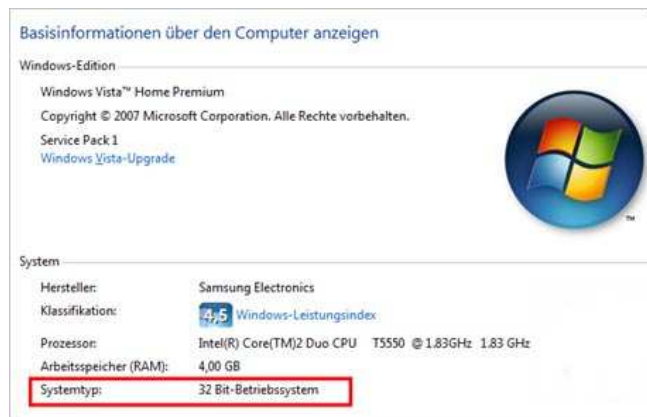 Basisinformationen über den Computer anzeigen
Windows-Edition
Windows Vista™ Home Premium
Copyright © 2007 Microsoft Corporation. Alle Rechte vorbehalten.
Service Pack 1
Windows Vista-Upgrade
TM
System
Hersteller: Samsung Electronics
Klassifikation: 4,5 Windows-Leistungsindex
Prozessor: Intel(R) Core(TM)2 Duo CPU T5550 @ 1.83GHz 1.83 GHz
Arbeitsspeicher (RAM): 4,00 GB
Systemtyp: 32 Bit-Betriebssystem